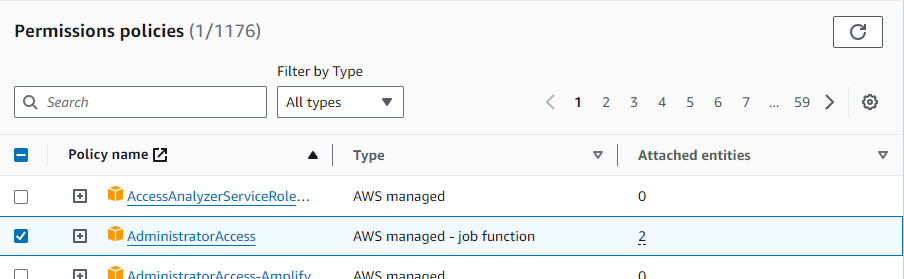 Permissions policies (1/1176)
Filter by Type
Search
All types
1 2 3 4 5 6 7 ... 59
Policy name Type Attached entities
AccessAnalyzerServiceRole... AWS managed 0
AdministratorAccess AWS managed - job function 2
AdministratorAccess-Amplify AWS managed 0